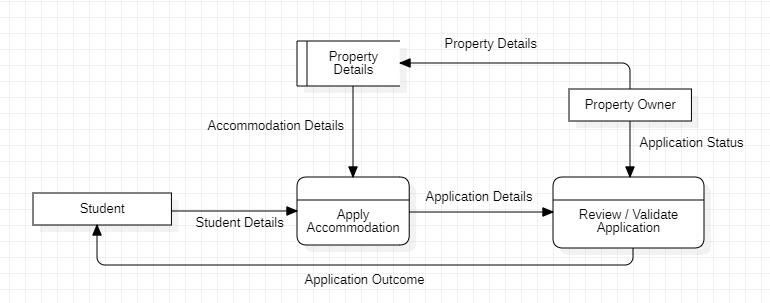 Property Details
Property
Details
Property Owner
Accommodation Details
Application Status
Student
Student Details
Apply
Accommodation
Application Details
Review / Validate
Application
Application Outcome